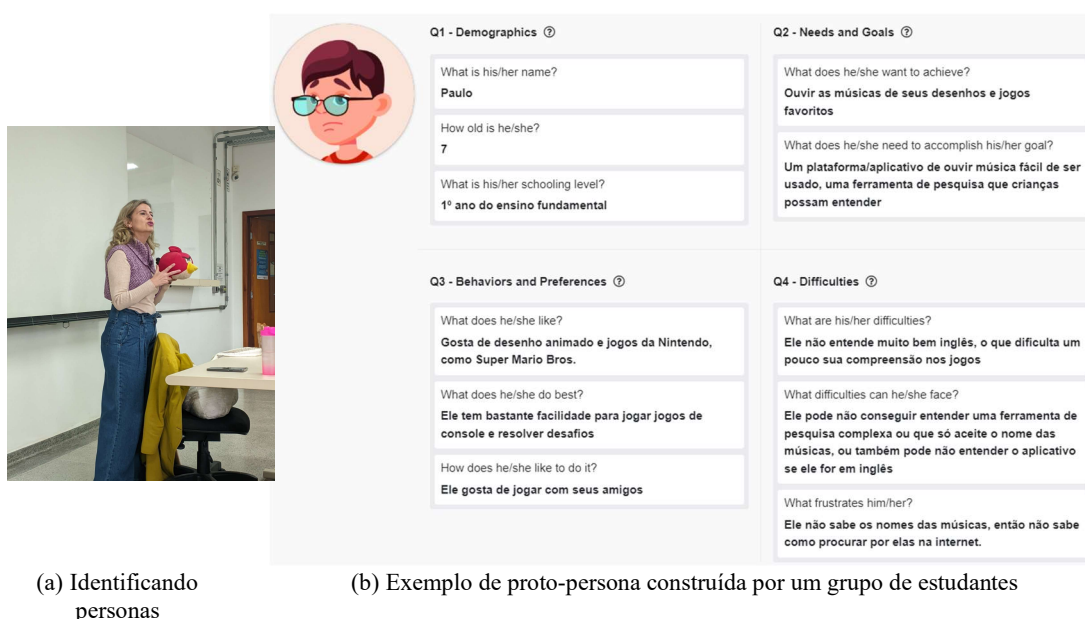 Q1 - Demographics
What is his/her name?
Paulo
How old is he/she?
7
What is his/her schooling level?
1º ano do ensino fundamental
Q2 - Needs and Goals
What does he/she want to achieve?
Ouvir as músicas de seus desenhos e jogos
favoritos
What does he/she need to accomplish his/her goal?
Um plataforma/aplicativo de ouvir música fácil de ser
usado, uma ferramenta de pesquisa que crianças
possam entender
Q3 - Behaviors and Preferences
What does he/she like?
Gosta de desenho animado e jogos da Nintendo,
como Super Mario Bros.
What does he/she do best?
Ele tem bastante facilidade para jogar jogos de
console e resolver desafios
How does he/she like to do it?
Ele gosta de jogar com seus amigos
Q4 - Difficulties
What are his/her difficulties?
Ele não entende muito bem inglês, o que dificulta um
pouco sua compreensão nos jogos
What difficulties can he/she face?
Ele pode não conseguir entender uma ferramenta de
pesquisa complexa ou que só aceite o nome das
músicas, ou também pode não entender o aplicativo
se ele for em inglês
What frustrates him/her?
Ele não sabe os nomes das músicas, então não sabe
como procurar por elas na internet.
(a) Identificando
personas
(b) Exemplo de proto-persona construída por um grupo de estudantes